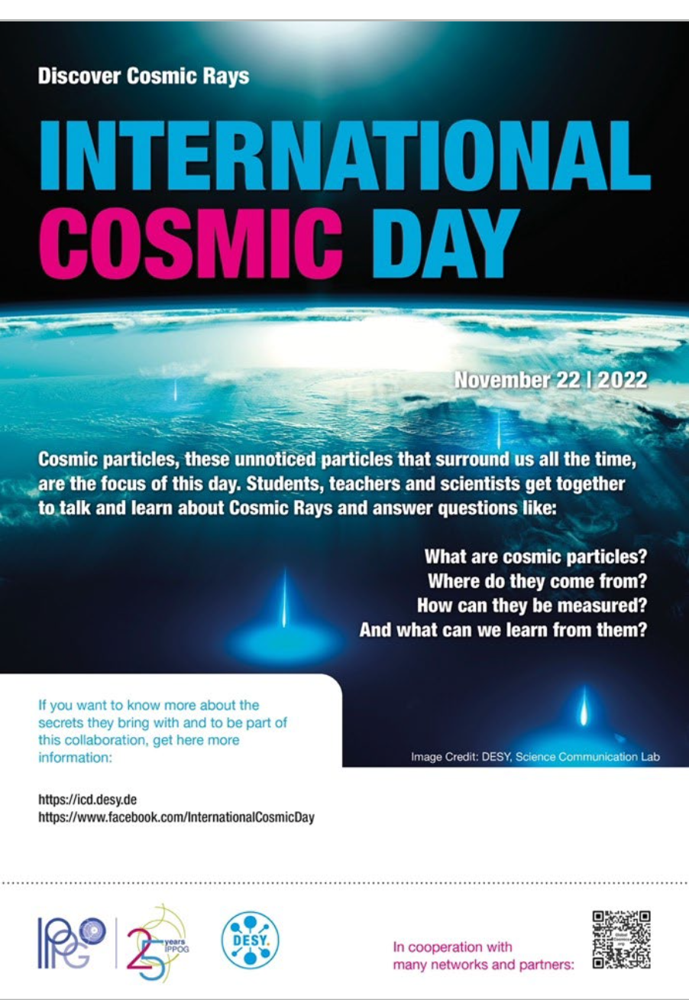 Discover Cosmic Rays
INTERNATIONAL
COSMIC DAY
November 22 | 2022
Cosmic particles, these unnoticed particles that surround us all the time,
are the focus of this day. Students, teachers and scientists get together
to talk and learn about Cosmic Rays and answer questions like:
What are cosmic particles?
Where do they come from?
How can they be measured?
And what can we learn from them?
If you want to know more about the
secrets they bring with and to be part of
this collaboration, get here more
information:
Image Credit: DESY, Science Communication Lab
https://icd.desy.de
https://www.facebook.com/InternationalCosmicDay
IPPOG
25 years
IPPOG
DESY.
In cooperation with
many networks and partners:
Global
Cosmics
.org